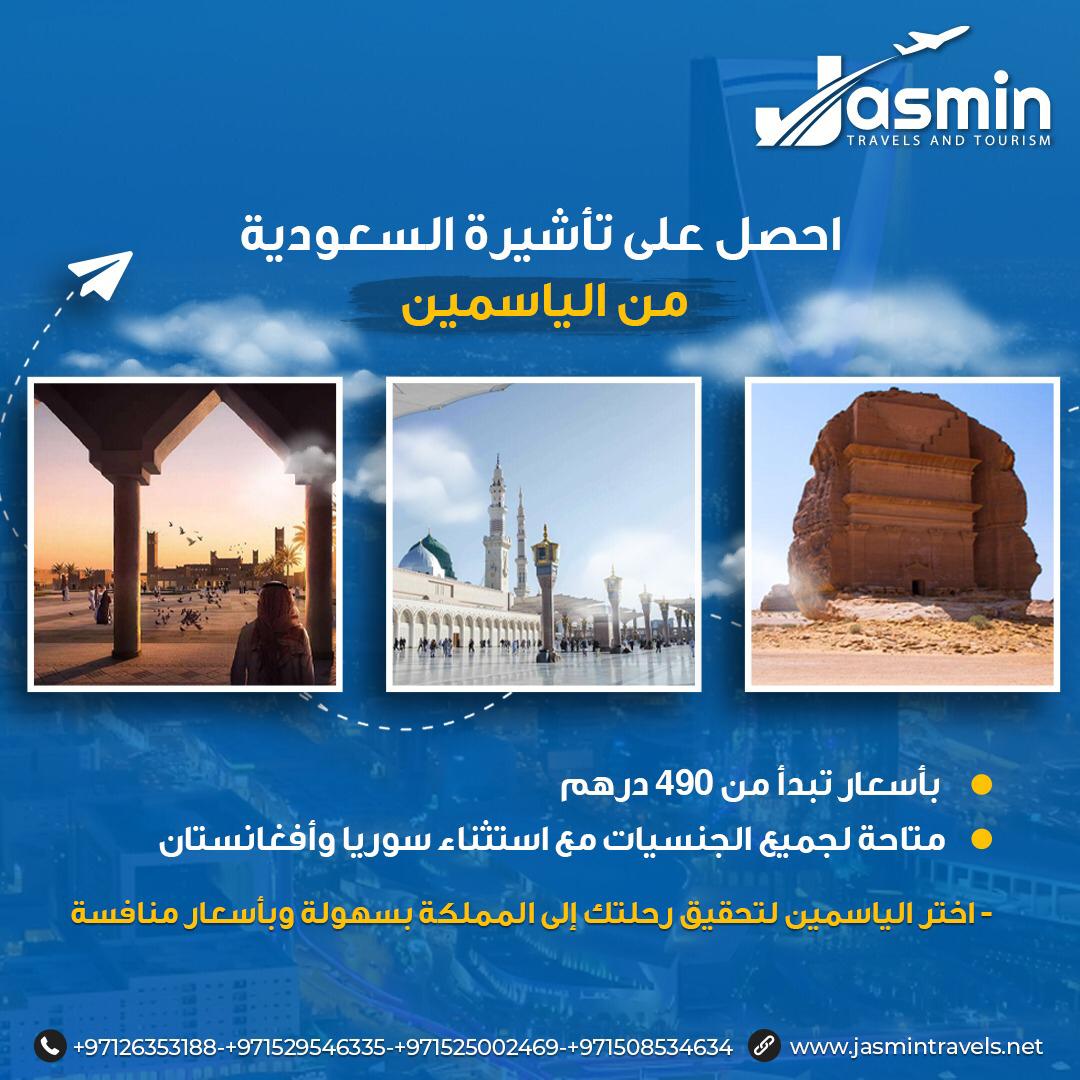 Jasmin
TRAVELS AND TOURISM
احصل على تأشيرة السعودية
من الياسمين
بأسعار تبدأ من 490 درهم
متاحة لجميع الجنسيات مع استثناء سوريا وأفغانستان
- اختر الياسمين لتحقيق رحلتك إلى المملكة بسهولة وبأسعار منافسة
+97126353188-+971529546335-+971525002469-+971508534634 www.jasmintravels.net